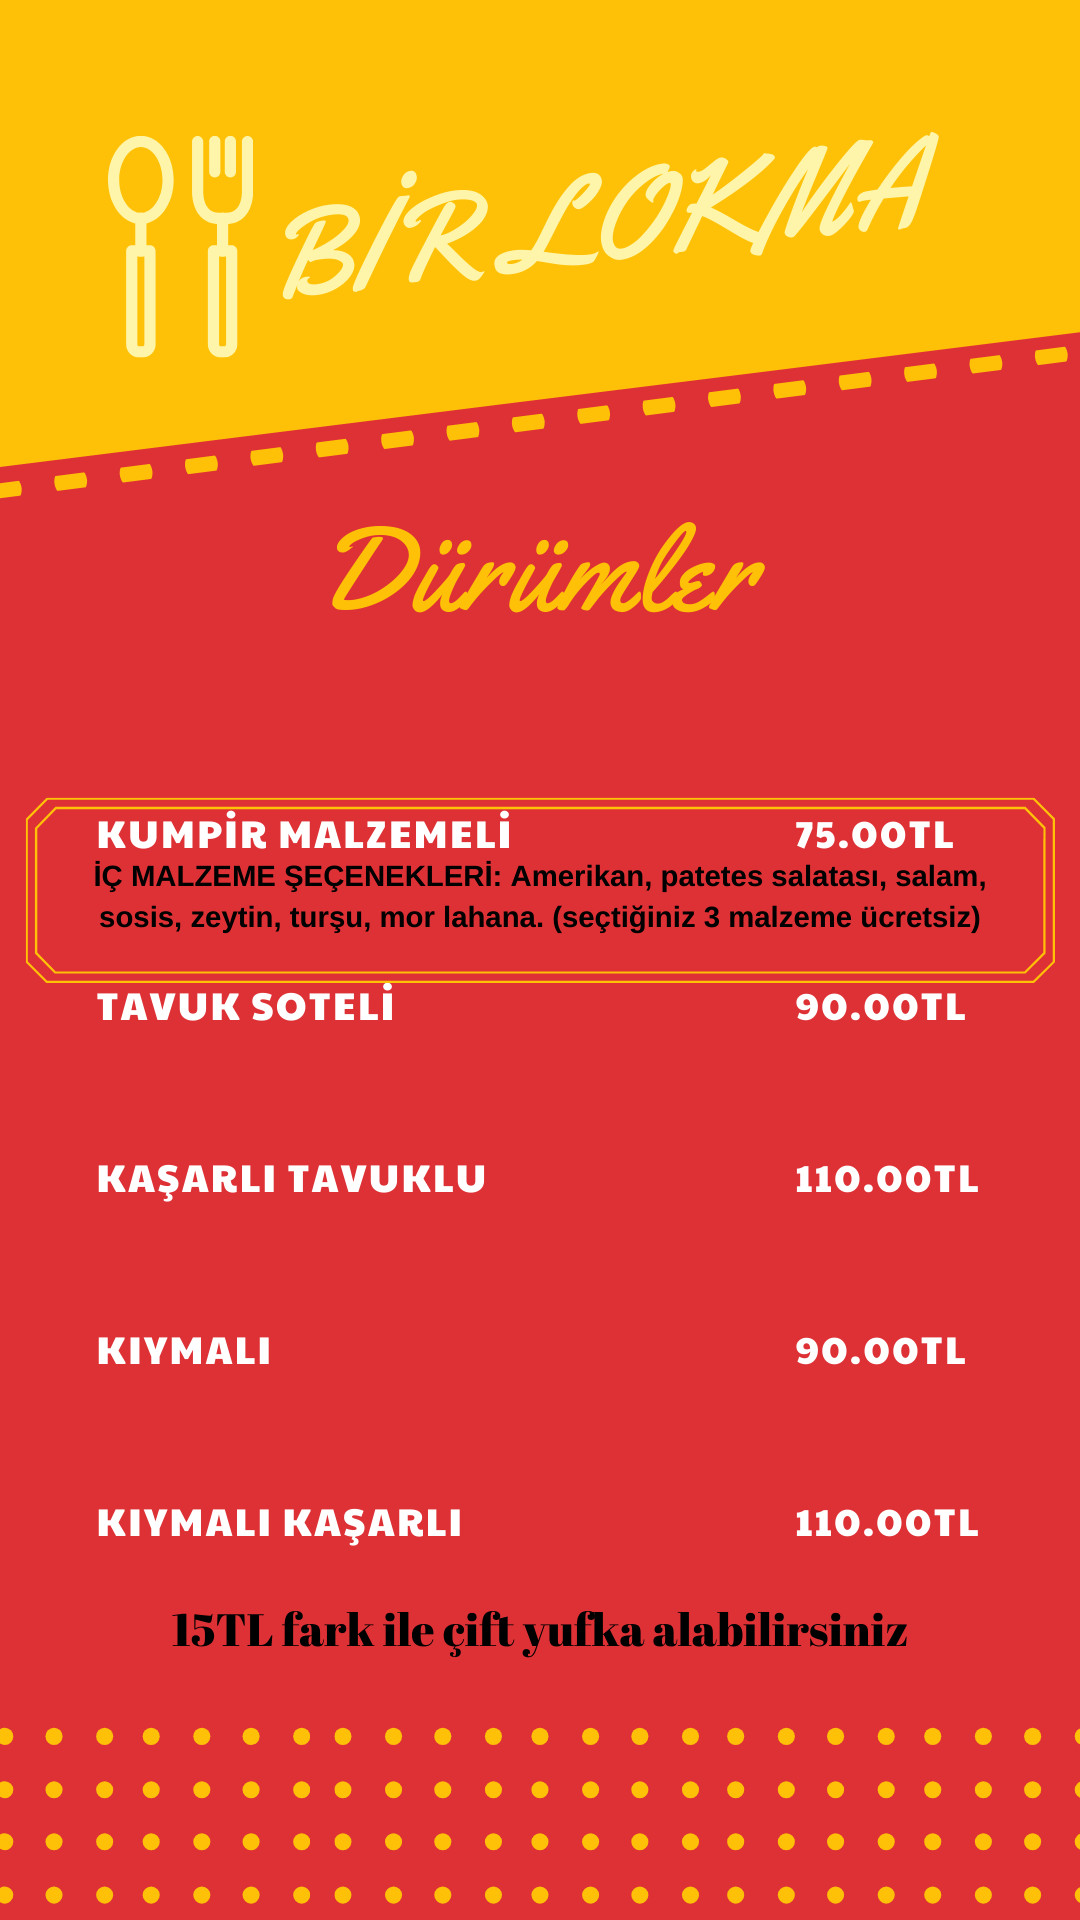 BİR LOKMA
Dürümler
KUMPİR MALZEMELİ 75.00TL
İÇ MALZEME ŞEÇENEKLERİ: Amerikan, patetes salatası, salam,
sosis, zeytin, turşu, mor lahana. (seçtiğiniz 3 malzeme ücretsiz)
TAVUK SOTELİ 90.00TL
KAŞARLI TAVUKLU 110.00TL
KIYMALI 90.00TL
KIYMALI KAŞARLI 110.00TL
15TL fark ile çift yufka alabilirsiniz